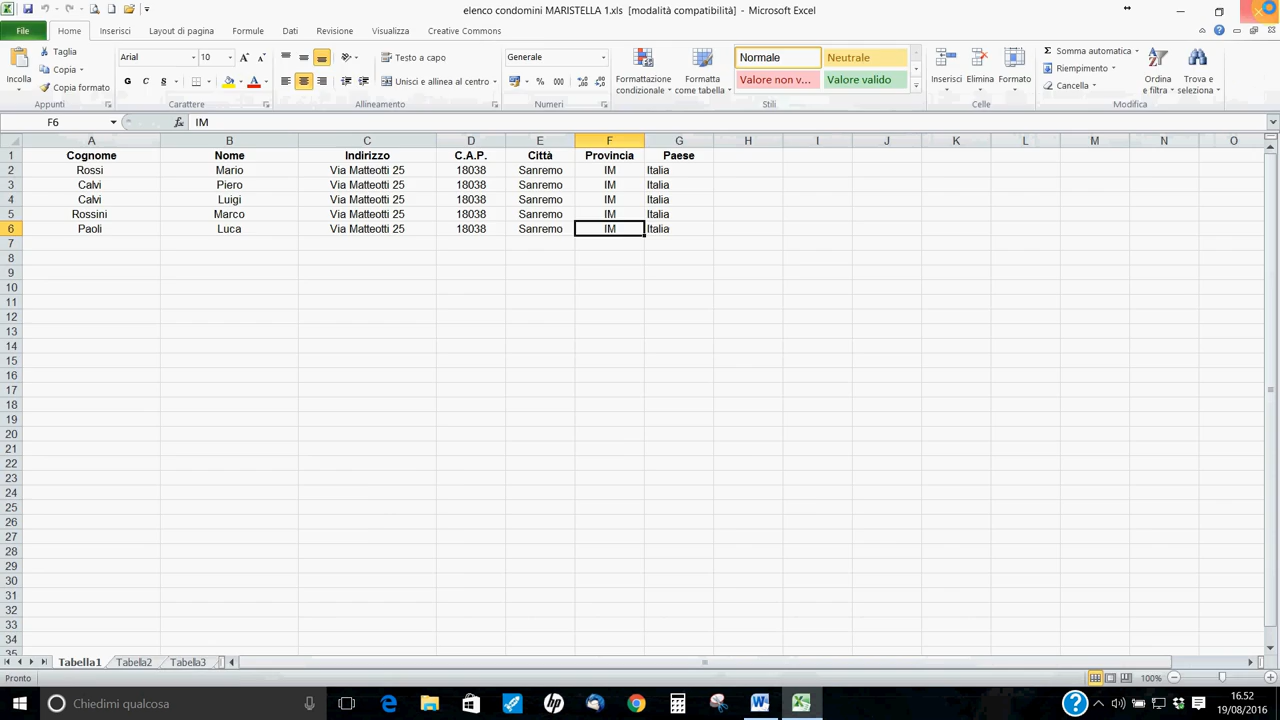 elenco condomini MARISTELLA 1.xls [modalità compatibilità] - Microsoft Excel
File Home Inserisci Layout di pagina Formule Dati Revisione Visualizza Creative Commons
Incolla
Taglia
Copia
Copia formato
Appunti
Arial 10
G C S
Carattere
Testo a capo
Unisci e allinea al centro
Allineamento
Generale
% 000
Numeri
Formattazione condizionale
Formatta come tabella
Normale Neutrale
Valore non v... Valore valido
Stili
Inserisci Elimina Formato
Celle
Somma automatica
Riempimento
Cancella
Ordina e filtra
Trova e seleziona
Modifica
F6 fx IM
A B C D E F G H I J K L M N O
1 Cognome Nome Indirizzo C.A.P. Città Provincia Paese
2 Rossi Mario Via Matteotti 25 18038 Sanremo IM Italia
3 Calvi Piero Via Matteotti 25 18038 Sanremo IM Italia
4 Calvi Luigi Via Matteotti 25 18038 Sanremo IM Italia
5 Rossini Marco Via Matteotti 25 18038 Sanremo IM Italia
6 Paoli Luca Via Matteotti 25 18038 Sanremo IM Italia
7
8
9
10
11
12
13
14
15
16
17
18
19
20
21
22
23
24
25
26
27
28
29
30
31
32
33
34
35
Tabella1 Tabella2 Tabella3
Pronto 100%
Chiedimi qualcosa
16.52
19/08/2016